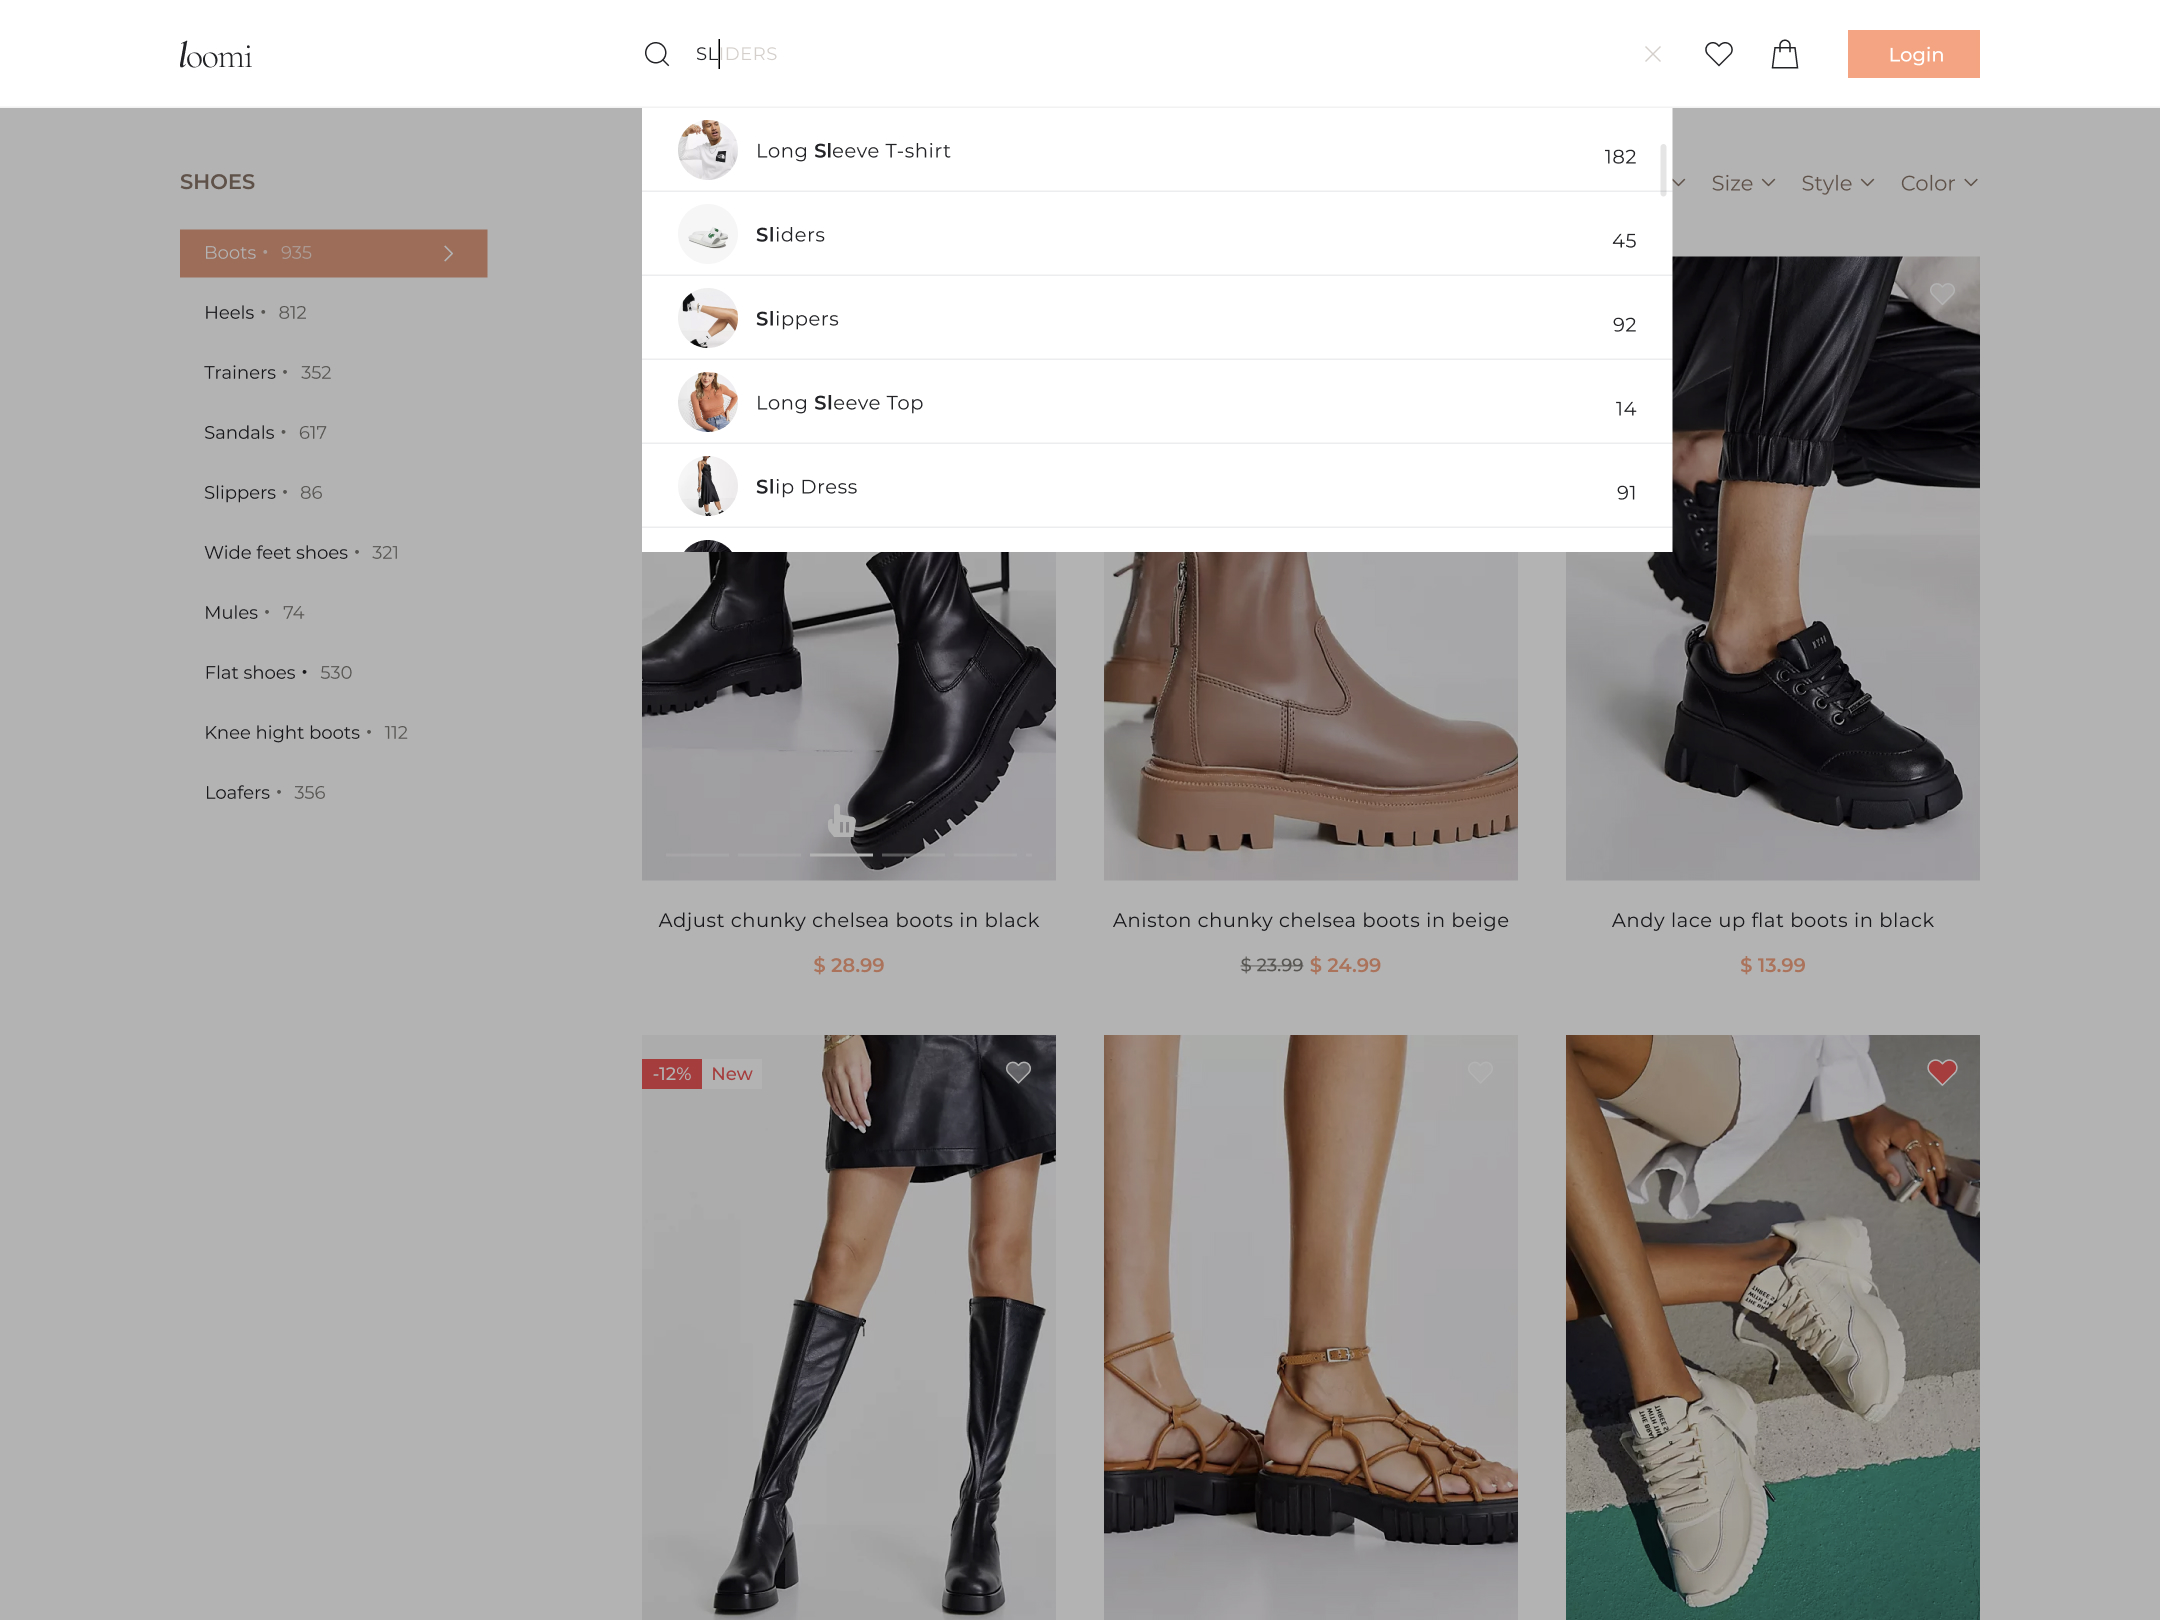 loomi
SLIDERS
Login
Long Sleeve T-shirt 182
Sliders 45
Slippers 92
Long Sleeve Top 14
Slip Dress 91
SHOES
Size Style Color
Boots • 935
Heels • 812
Trainers • 352
Sandals • 617
Slippers • 86
Wide feet shoes • 321
Mules • 74
Flat shoes • 530
Knee hight boots • 112
Loafers • 356
Adjust chunky chelsea boots in black
$ 28.99
Aniston chunky chelsea boots in beige
$ 23.99 $ 24.99
Andy lace up flat boots in black
$ 13.99
-12% New